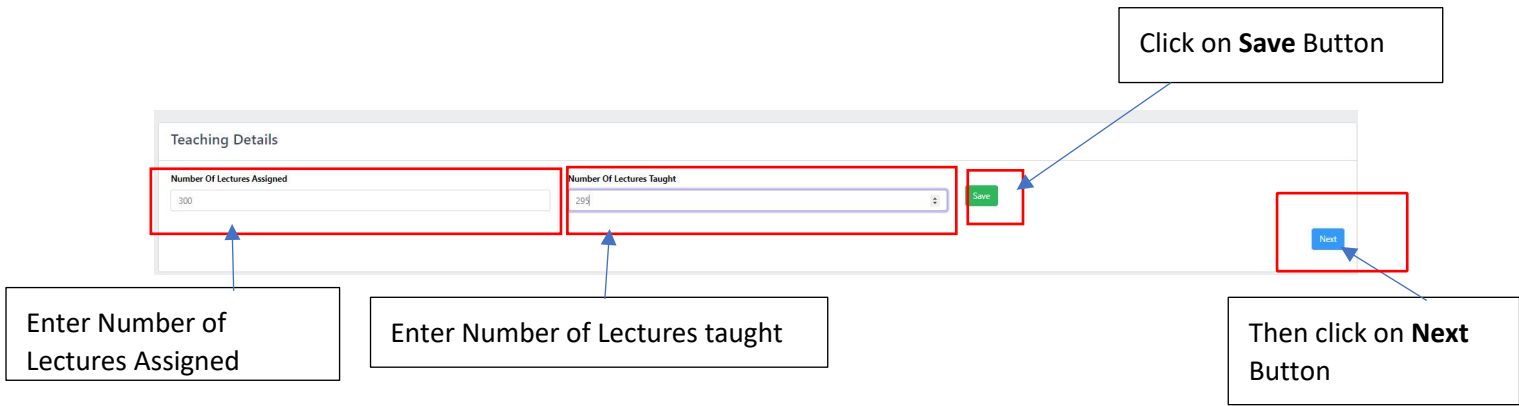 Click on Save Button
Teaching Details
Number Of Lectures Assigned
Number Of Lectures Taught
300
295
Save
Next
Enter Number of
Lectures Assigned
Enter Number of Lectures taught
Then click on Next
Button